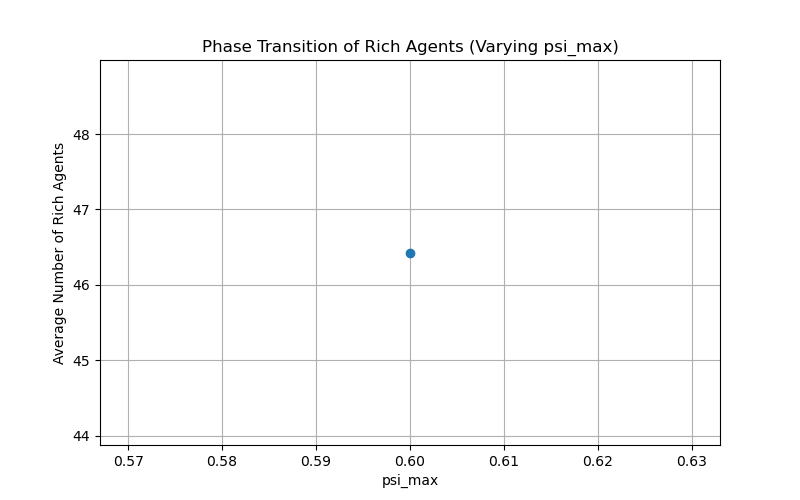 Phase Transition of Rich Agents (Varying psi_max)
Average Number of Rich Agents
48
47
46
45
44
0.57 0.58 0.59 0.60 0.61 0.62 0.63
psi_max